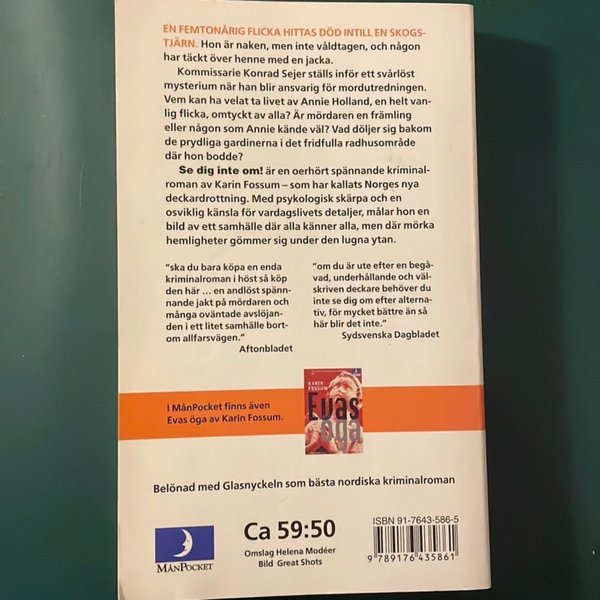 EN FEMTONÅRIG FLICKA HITTAS DÖD INTILL EN SKOGS-
TJÄRN. Hon är naken, men inte våldtagen, och någon
har täckt över henne med en jacka.
Kommissarie Konrad Sejer ställs inför ett svårlöst
mysterium när han blir ansvarig för mordutredningen.
Vem kan ha velat ta livet av Annie Holland, en helt van-
lig flicka, omtyckt av alla? Är mördaren en främling
eller någon som Annie kände väl? Vad döljer sig bakom
de prydliga gardinerna i det fridfulla radhusområde
där hon bodde?
Se dig inte om! är en oerhört spännande kriminal-
roman av Karin Fossum – som har kallats Norges nya
deckardrottning. Med psykologisk skärpa och en
osviklig känsla för vardagslivets detaljer, målar hon en
bild av ett samhälle där alla känner alla, men där mörka
hemligheter gömmer sig under den lugna ytan.
”ska du bara köpa en enda
kriminalroman i höst så köp
den här ... en andlöst spänn-
nande jakt på mördaren och
många oväntade avslöjan-
den i ett litet samhälle bort-
om allfarsvägen.”
Aftonbladet
”om du är ute efter en begå-
vad, underhållande och väl-
skriven deckare behöver du
inte se dig om efter alterna-
tiv, för mycket bättre än så
här blir det inte.”
Sydsvenska Dagbladet
I MånPocket finns även
Evas öga av Karin Fossum.
KARIN
FOSSUM
Evas
öga
Belönad med Glasnyckeln som bästa nordiska kriminalroman
MÅNPOCKET
Ca 59:50
Omslag Helena Modéer
Bild Great Shots
ISBN 91-7643-586-5
9 789176 435861